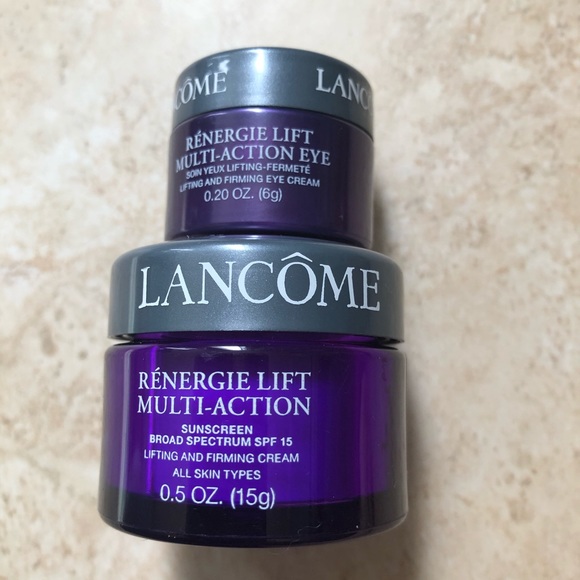 CÔME LANC
RÉNERGIE LIFT
MULTI-ACTION EYE
SOIN YEUX LIFTING-FERMETÉ
LIFTING AND FIRMING EYE CREAM
0.20 OZ. (6g)
LANCÔME
RÉNERGIE LIFT
MULTI-ACTION
SUNSCREEN
BROAD SPECTRUM SPF 15
LIFTING AND FIRMING CREAM
ALL SKIN TYPES
0.5 OZ. (15g)